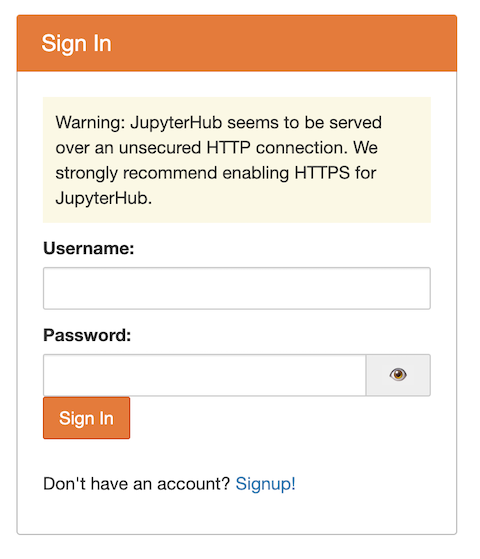 Sign In
Warning: JupyterHub seems to be served
over an unsecured HTTP connection. We
strongly recommend enabling HTTPS for
JupyterHub.
Username:
Password:
Sign In
Don't have an account? Signup!